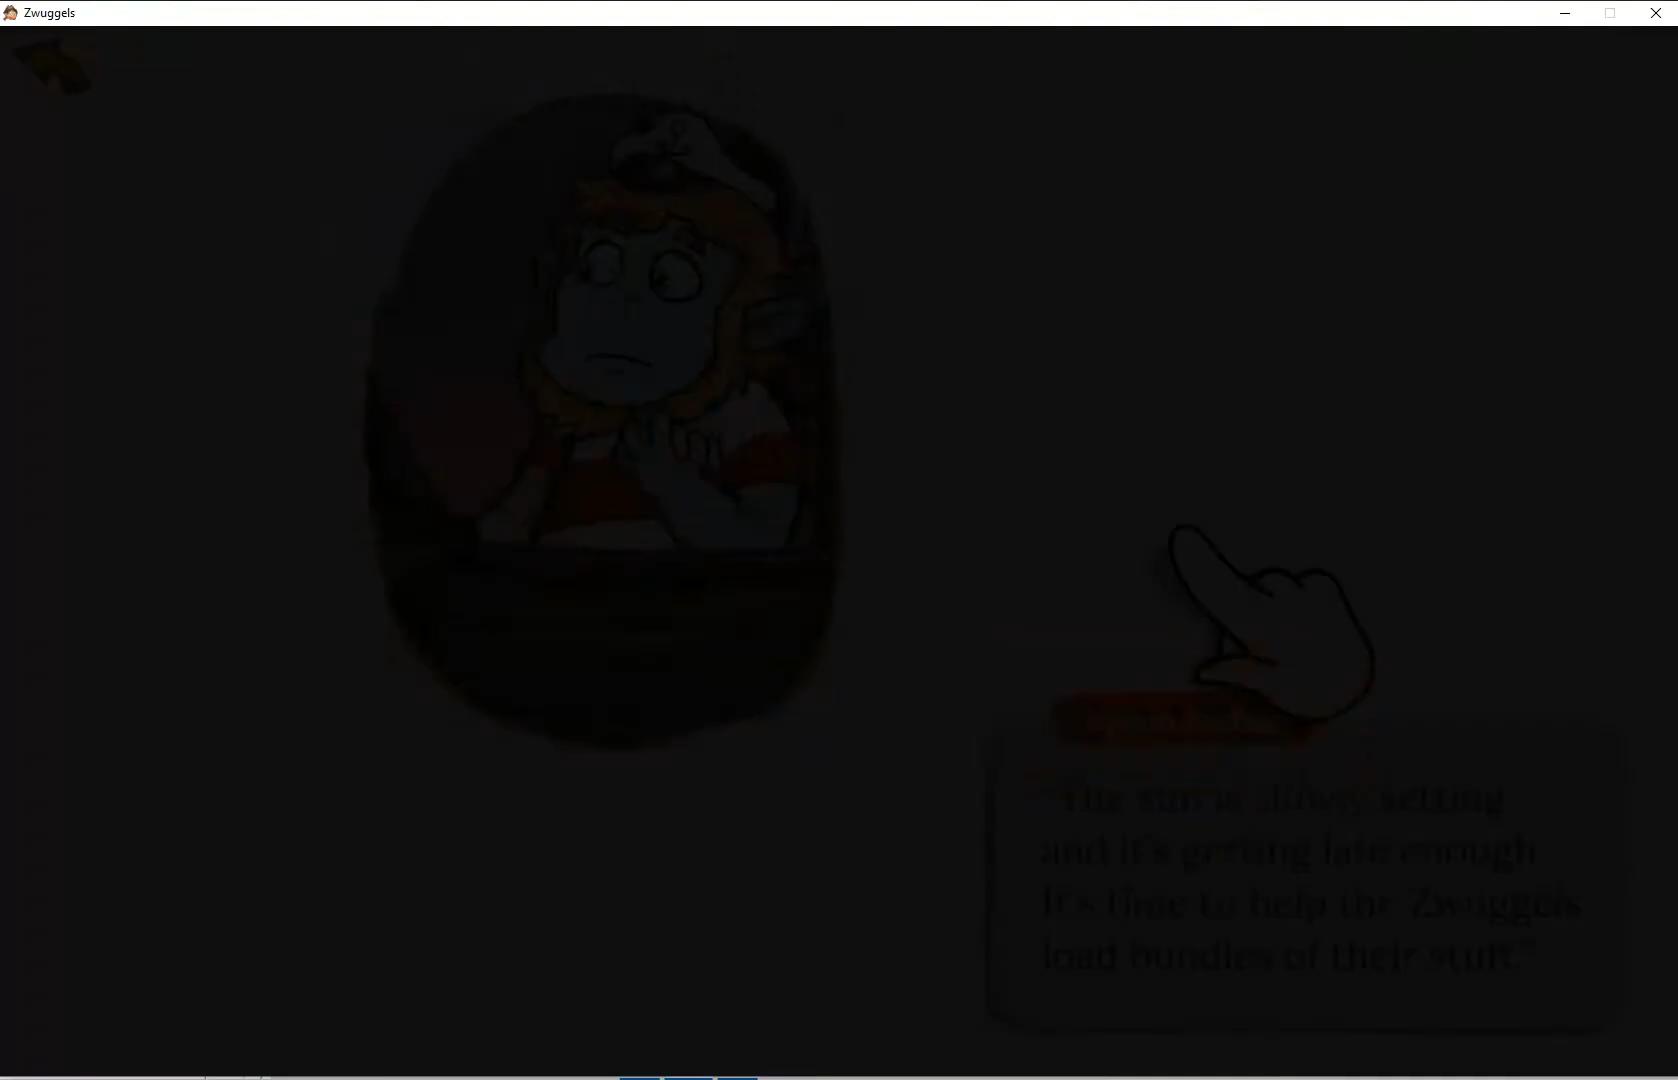 Zwuggels
"The sun is slowly setting
and it's getting late enough
It's time to help the Zwuggels
load bundles of their stuff."